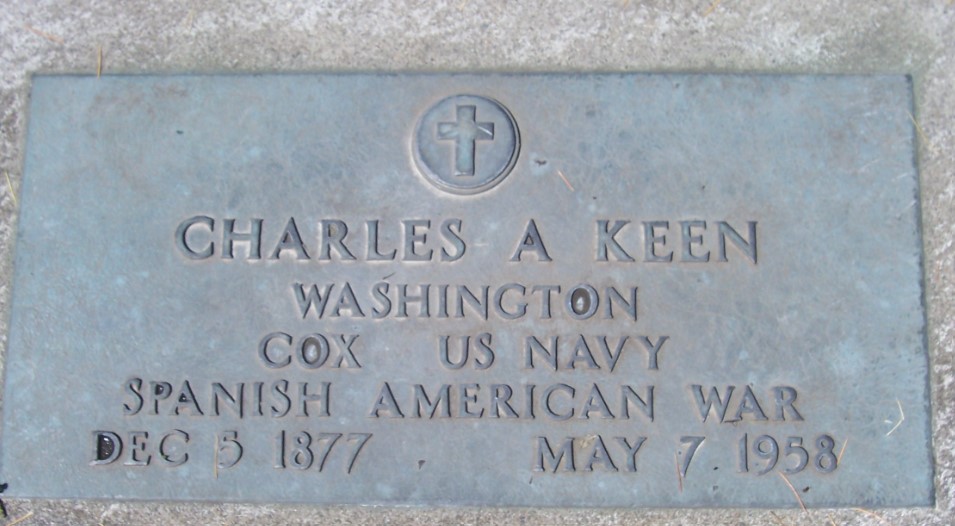 CHARLES A KEEN
WASHINGTON
COX US NAVY
SPANISH AMERICAN WAR
DEC 5 1877 MAY 7 1958